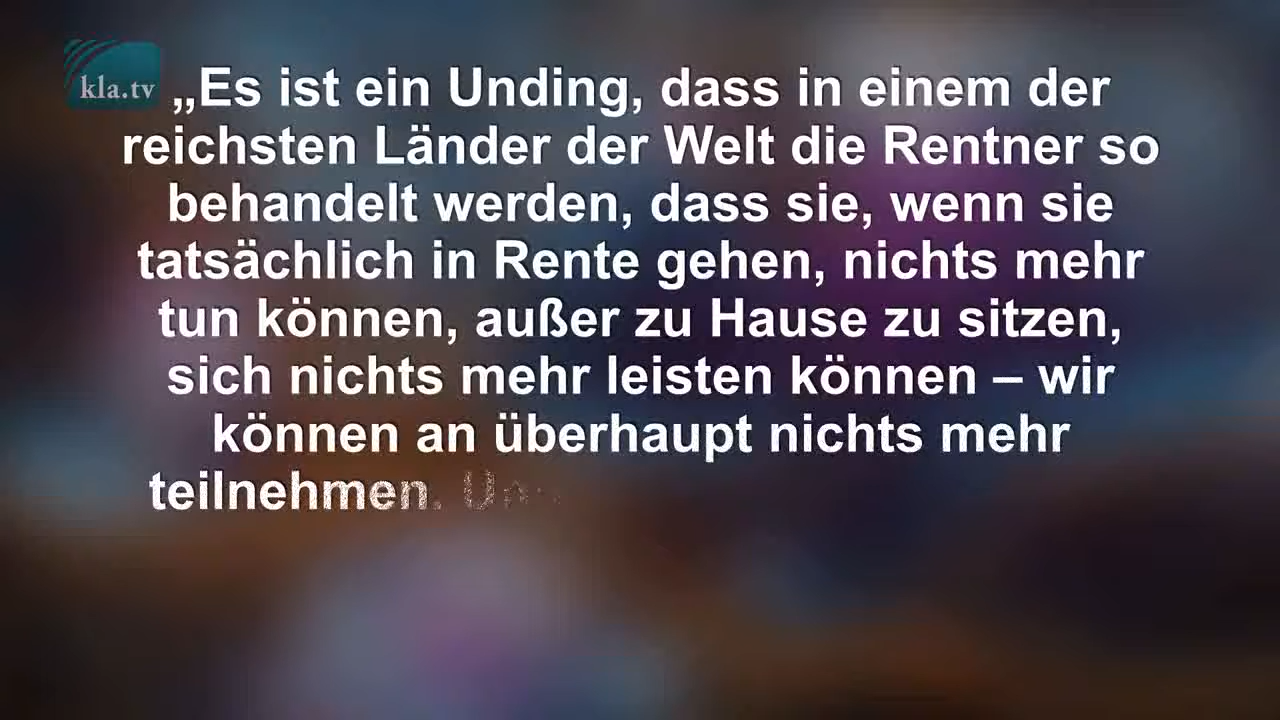 kla.tv
„Es ist ein Unding, dass in einem der
reichsten Länder der Welt die Rentner so
behandelt werden, dass sie, wenn sie
tatsächlich in Rente gehen, nichts mehr
tun können, außer zu Hause zu sitzen,
sich nichts mehr leisten können – wir
können an überhaupt nichts mehr
teilnehmen.